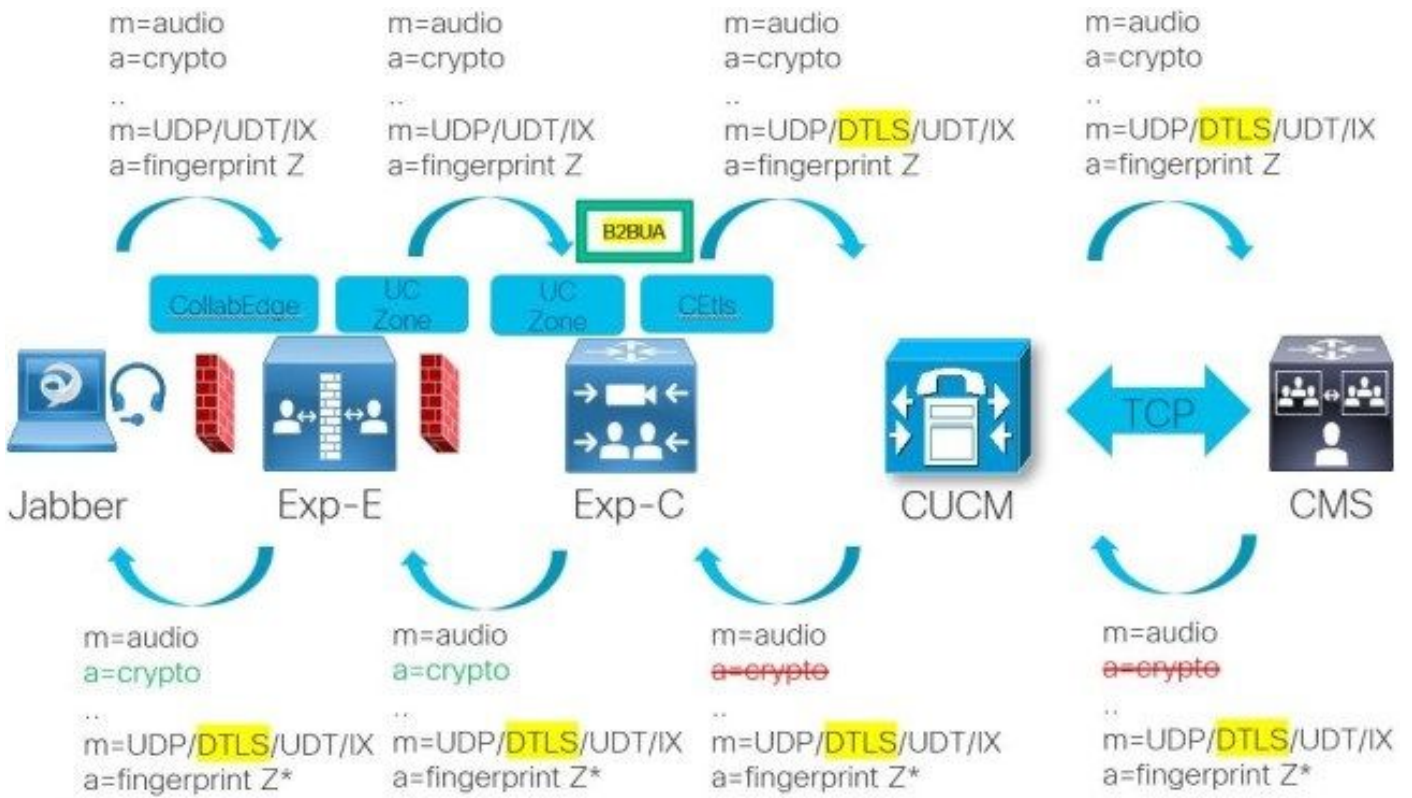 m=audio
a=crypto
..
m=UDP/UDT/IX
a=fingerprint Z
m=audio
a=crypto
..
m=UDP/UDT/IX
a=fingerprint Z
m=audio
a=crypto
..
m=UDP/DTLS/UDT/IX
a=fingerprint Z
m=audio
a=crypto
..
m=UDP/DTLS/UDT/IX
a=fingerprint Z
B2BUA
CollabEdge
UC
Zone
UC
Zone
CEtls
TCP
Jabber
Exp-E
Exp-C
CUCM
CMS
m=audio
a=crypto
..
m=UDP/DTLS/UDT/IX
a=fingerprint Z*
m=audio
a=crypto
..
m=UDP/DTLS/UDT/IX
a=fingerprint Z*
m=audio
a=crypto
..
m=UDP/DTLS/UDT/IX
a=fingerprint Z*
m=audio
a=crypto
..
m=UDP/DTLS/UDT/IX
a=fingerprint Z*